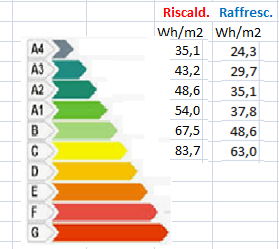 Riscald. Raffresc.
Wh/m2 Wh/m2
A4 35,1 24,3
A3 43,2 29,7
A2 48,6 35,1
A1 54,0 37,8
B 67,5 48,6
C 83,7 63,0
D
E
F
G